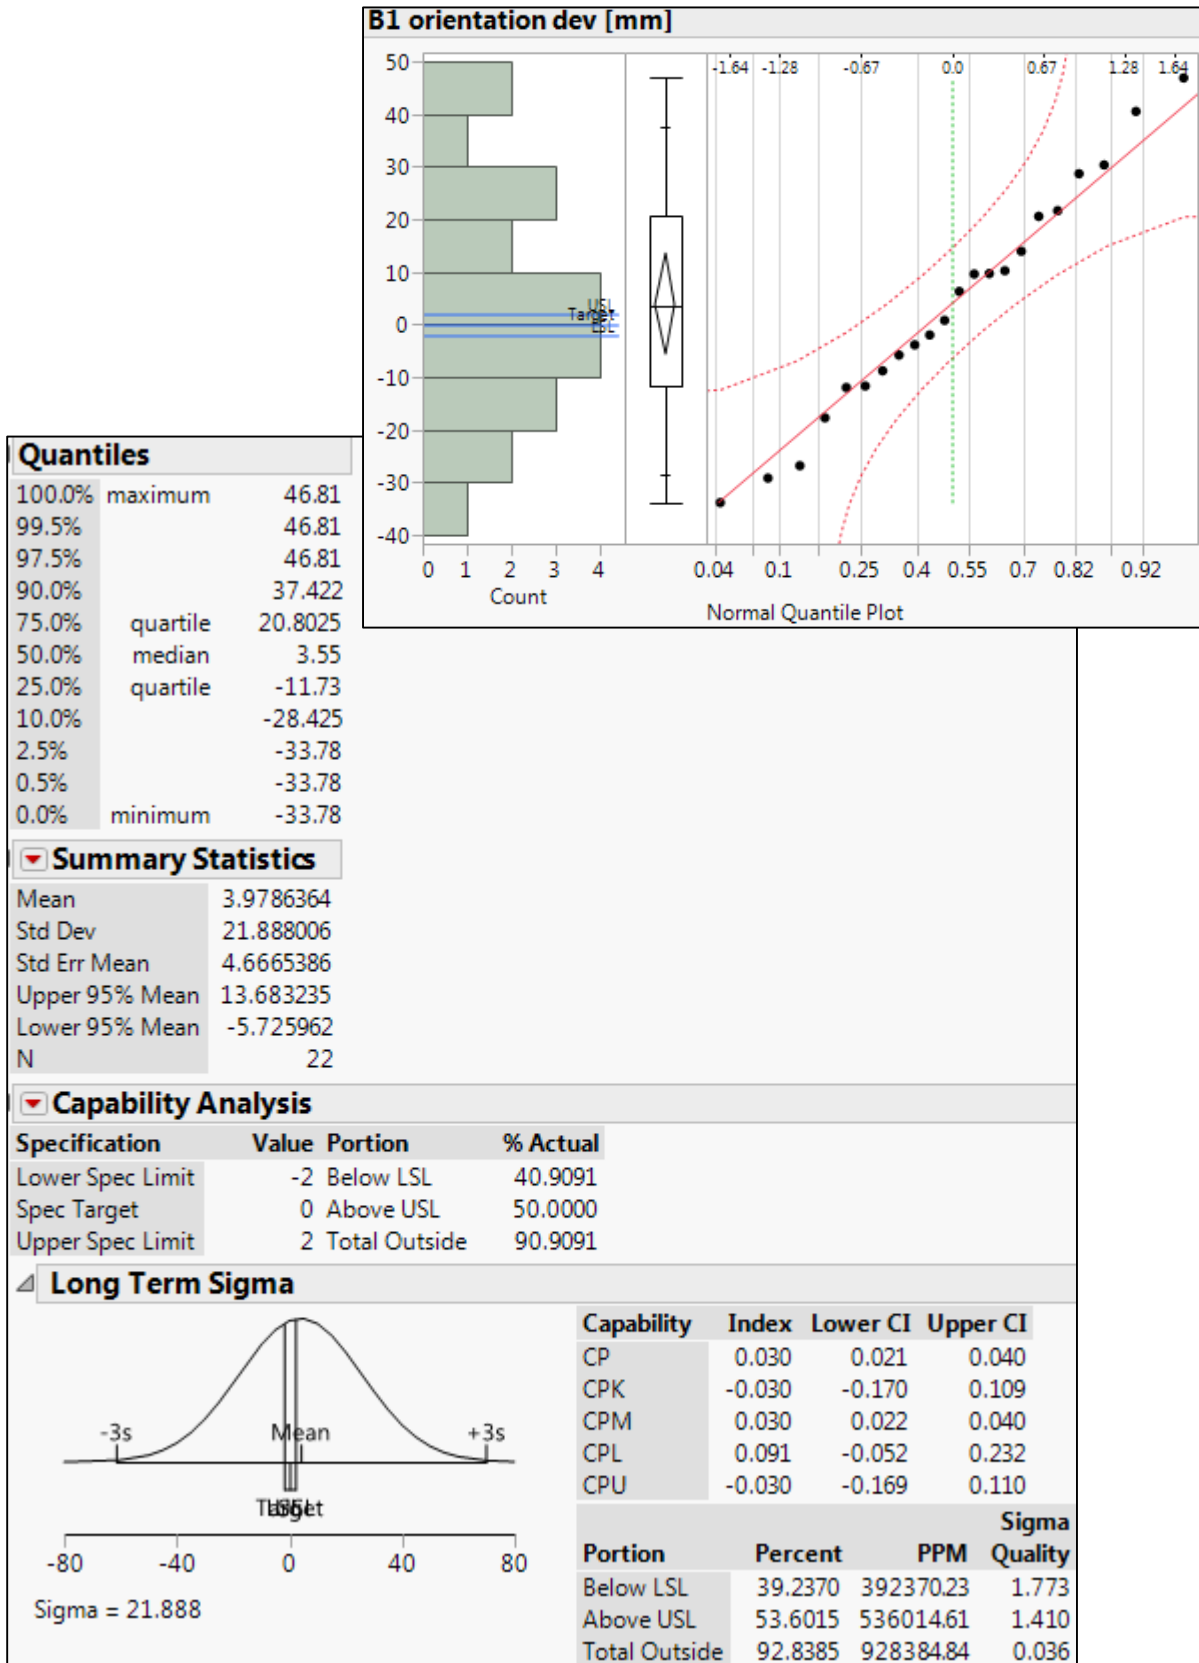 B1 orientation dev [mm]
50
40
30
20
10
0
-10
-20
-30
-40
USL
Target
LSL
0 1 2 3 4
Count
-1.64 -1.28 -0.67 0.0 0.67 1.28 1.64
0.04 0.1 0.25 0.4 0.55 0.7 0.82 0.92
Normal Quantile Plot
Quantiles
100.0% maximum 46.81
99.5% 46.81
97.5% 46.81
90.0% 37.422
75.0% quartile 20.8025
50.0% median 3.55
25.0% quartile -11.73
10.0% -28.425
2.5% -33.78
0.5% -33.78
0.0% minimum -33.78
Summary Statistics
Mean 3.9786364
Std Dev 21.888006
Std Err Mean 4.6665386
Upper 95% Mean 13.683235
Lower 95% Mean -5.725962
N 22
Capability Analysis
Specification Value Portion % Actual
Lower Spec Limit -2 Below LSL 40.9091
Spec Target 0 Above USL 50.0000
Upper Spec Limit 2 Total Outside 90.9091
Long Term Sigma
-3s Mean +3s
Target
-80 -40 0 40 80
Sigma = 21.888
Capability Index Lower CI Upper CI
CP 0.030 0.021 0.040
CPK -0.030 -0.170 0.109
CPM 0.030 0.022 0.040
CPL 0.091 -0.052 0.232
CPU -0.030 -0.169 0.110
Sigma
Portion Percent PPM Quality
Below LSL 39.2370 392370.23 1.773
Above USL 53.6015 536014.61 1.410
Total Outside 92.8385 928384.84 0.036